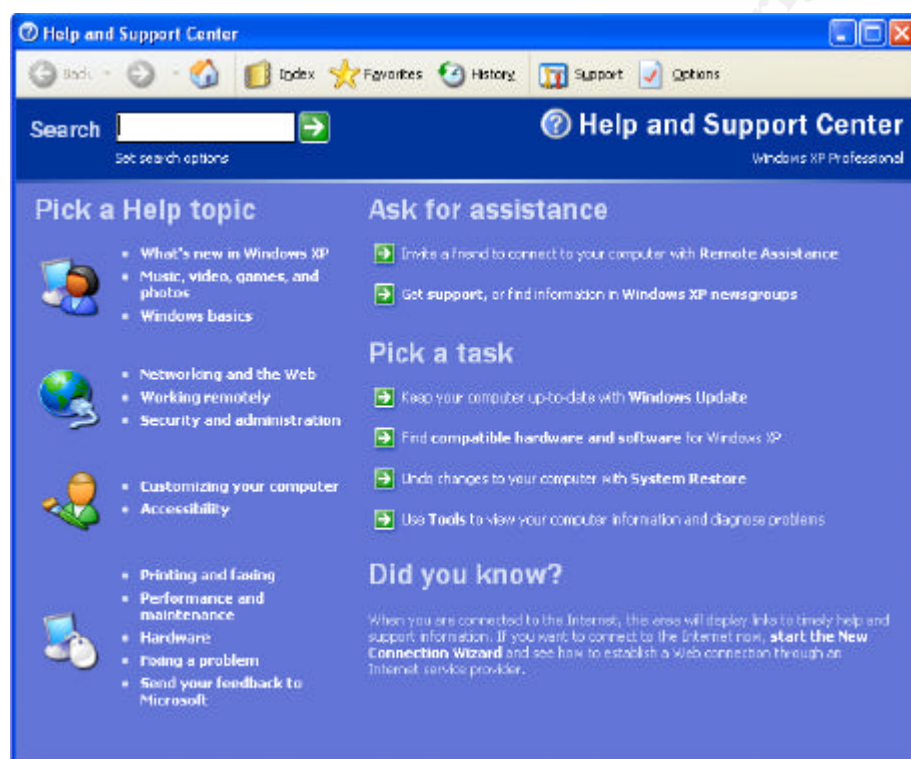 Help and Support Center
Back
Index
Favorites
History
Support
Options
Search
Set search options
Help and Support Center
Windows XP Professional
Pick a Help topic
What's new in Windows XP
Music, video, games, and
photos
Windows basics
Networking and the Web
Working remotely
Security and administration
Customizing your computer
Accessibility
Printing and faxing
Performance and
maintenance
Hardware
Fixing a problem
Send your feedback to
Microsoft
Ask for assistance
Invite a friend to connect to your computer with Remote Assistance
Get support, or find information in Windows XP newsgroups
Pick a task
Keep your computer up-to-date with Windows Update
Find compatible hardware and software for Windows XP
Undo changes to your computer with System Restore
Use Tools to view your computer information and diagnose problems
Did you know?
When you are connected to the Internet, this area will display links to timely help and
support information. If you want to connect to the Internet now, start the New
Connection Wizard and see how to establish a Web connection through an
Internet service provider.